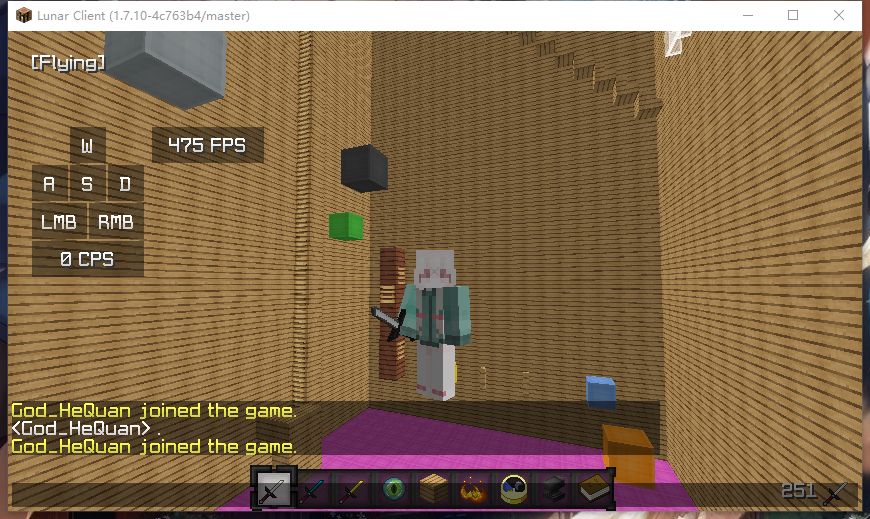 Lunar Client (1.7.10-4c763b4/master)
[Flying]
W
475 FPS
A S D
LMB RMB
0 CPS
God_HeQuan joined the game.
<God_HeQuan> .
God_HeQuan joined the game.
251